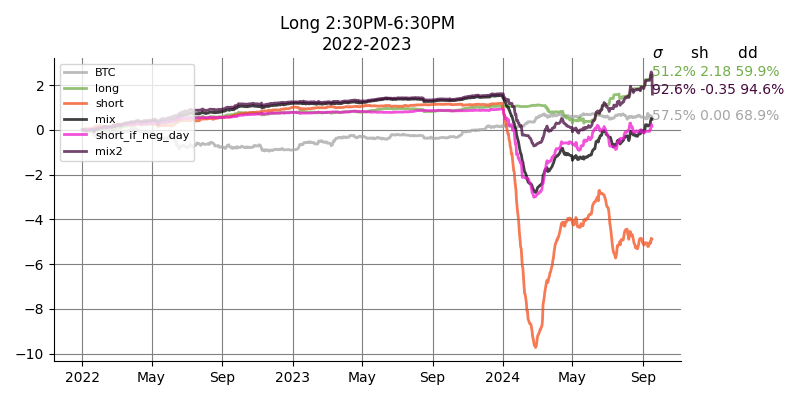 Long 2:30PM-6:30PM
2022-2023
σ sh dd
51.2% 2.18 59.9%
92.6% -0.35 94.6%
57.5% 0.00 68.9%
BTC
long
short
mix
short_if_neg_day
mix2
2
0
−2
−4
−6
−8
−10
2022 May Sep 2023 May Sep 2024 May Sep